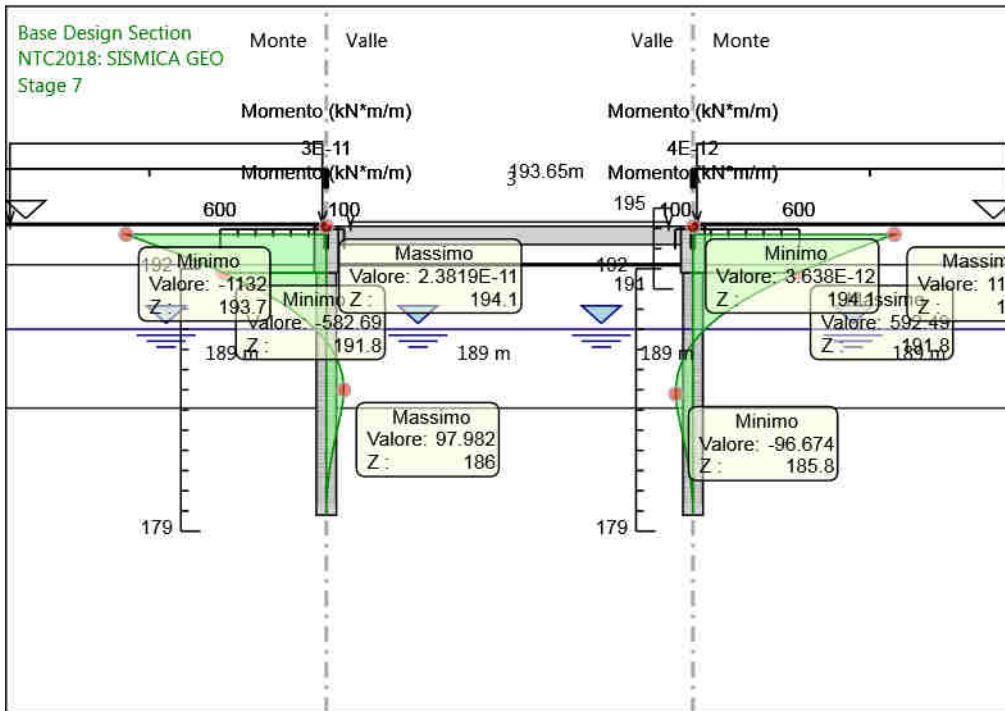 Base Design Section
NTC2018: SISMICA GEO
Stage 7
Monte
Valle
Valle
Monte
Momento (kN*m/m)
Momento (kN*m/m)
3E-11
4E-12
Momento (kN*m/m)
193.65m
Momento (kN*m/m)
3
195
600
100
100
600
Minimo
Valore: -1132
Z : 193.7
Massimo
Valore: 2.3819E-11
Z : 194.1
192
191
Minimo
Valore: 3.638E-12
Z : 194.1
Minimo
Valore: -582.69
Z : 191.8
Valore: 592.49
Z : 191.8
189 m
189 m
189 m
189 m
Massimo
Valore: 97.982
Z : 186
Minimo
Valore: -96.674
Z : 185.8
179
179